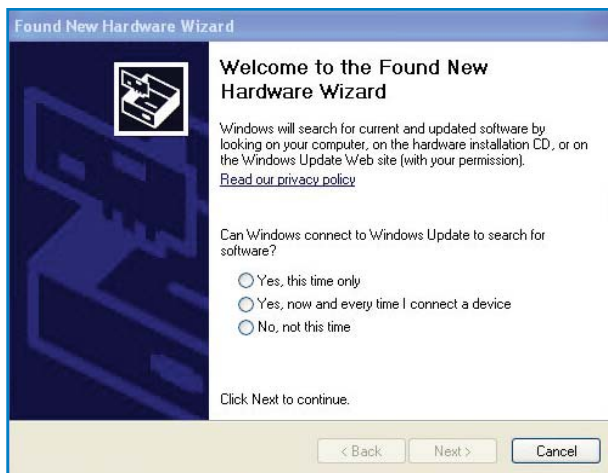 Found New Hardware Wizard
Welcome to the Found New
Hardware Wizard
Windows will search for current and updated software by
looking on your computer, on the hardware installation CD, or on
the Windows Update Web site (with your permission).
Read our privacy policy
Can Windows connect to Windows Update to search for
software?
Yes, this time only
Yes, now and every time I connect a device
No, not this time
Click Next to continue.
< Back
Next >
Cancel